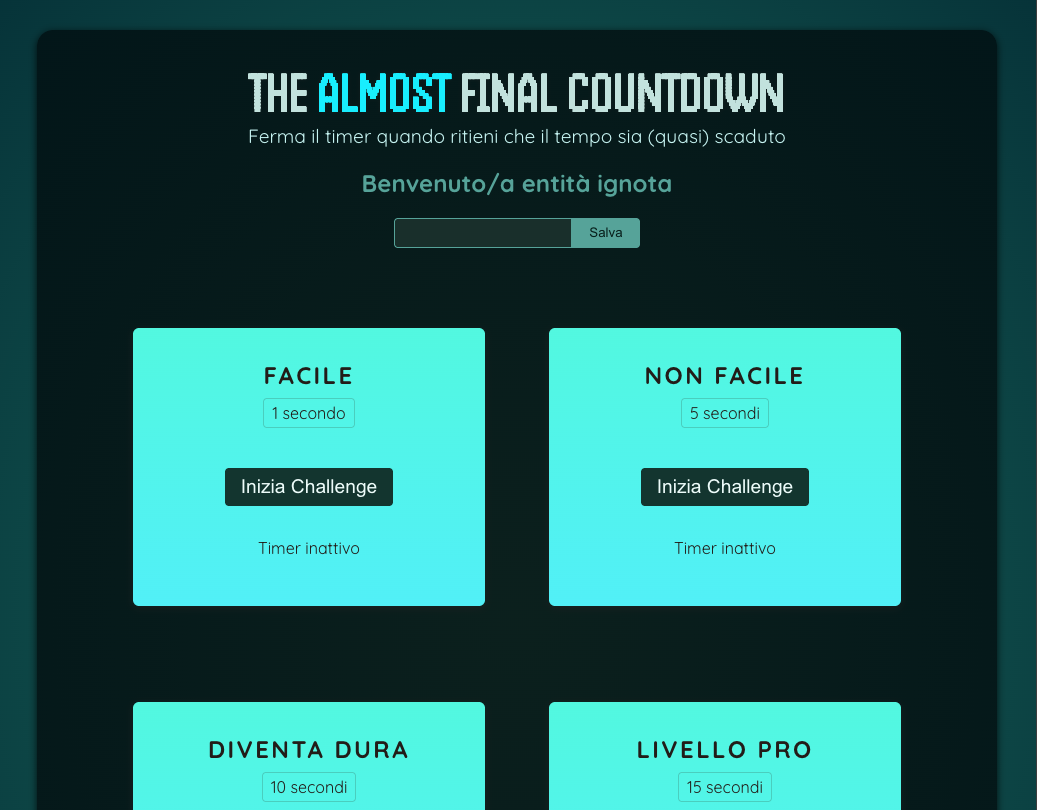 THE ALMOST FINAL COUNTDOWN
Ferma il timer quando ritieni che il tempo sia (quasi) scaduto
Benvenuto/a entità ignota
Salva
FACILE
1 secondo
Inizia Challenge
Timer inattivo
NON FACILE
5 secondi
Inizia Challenge
Timer inattivo
DIVENTA DURA
10 secondi
LIVELLO PRO
15 secondi